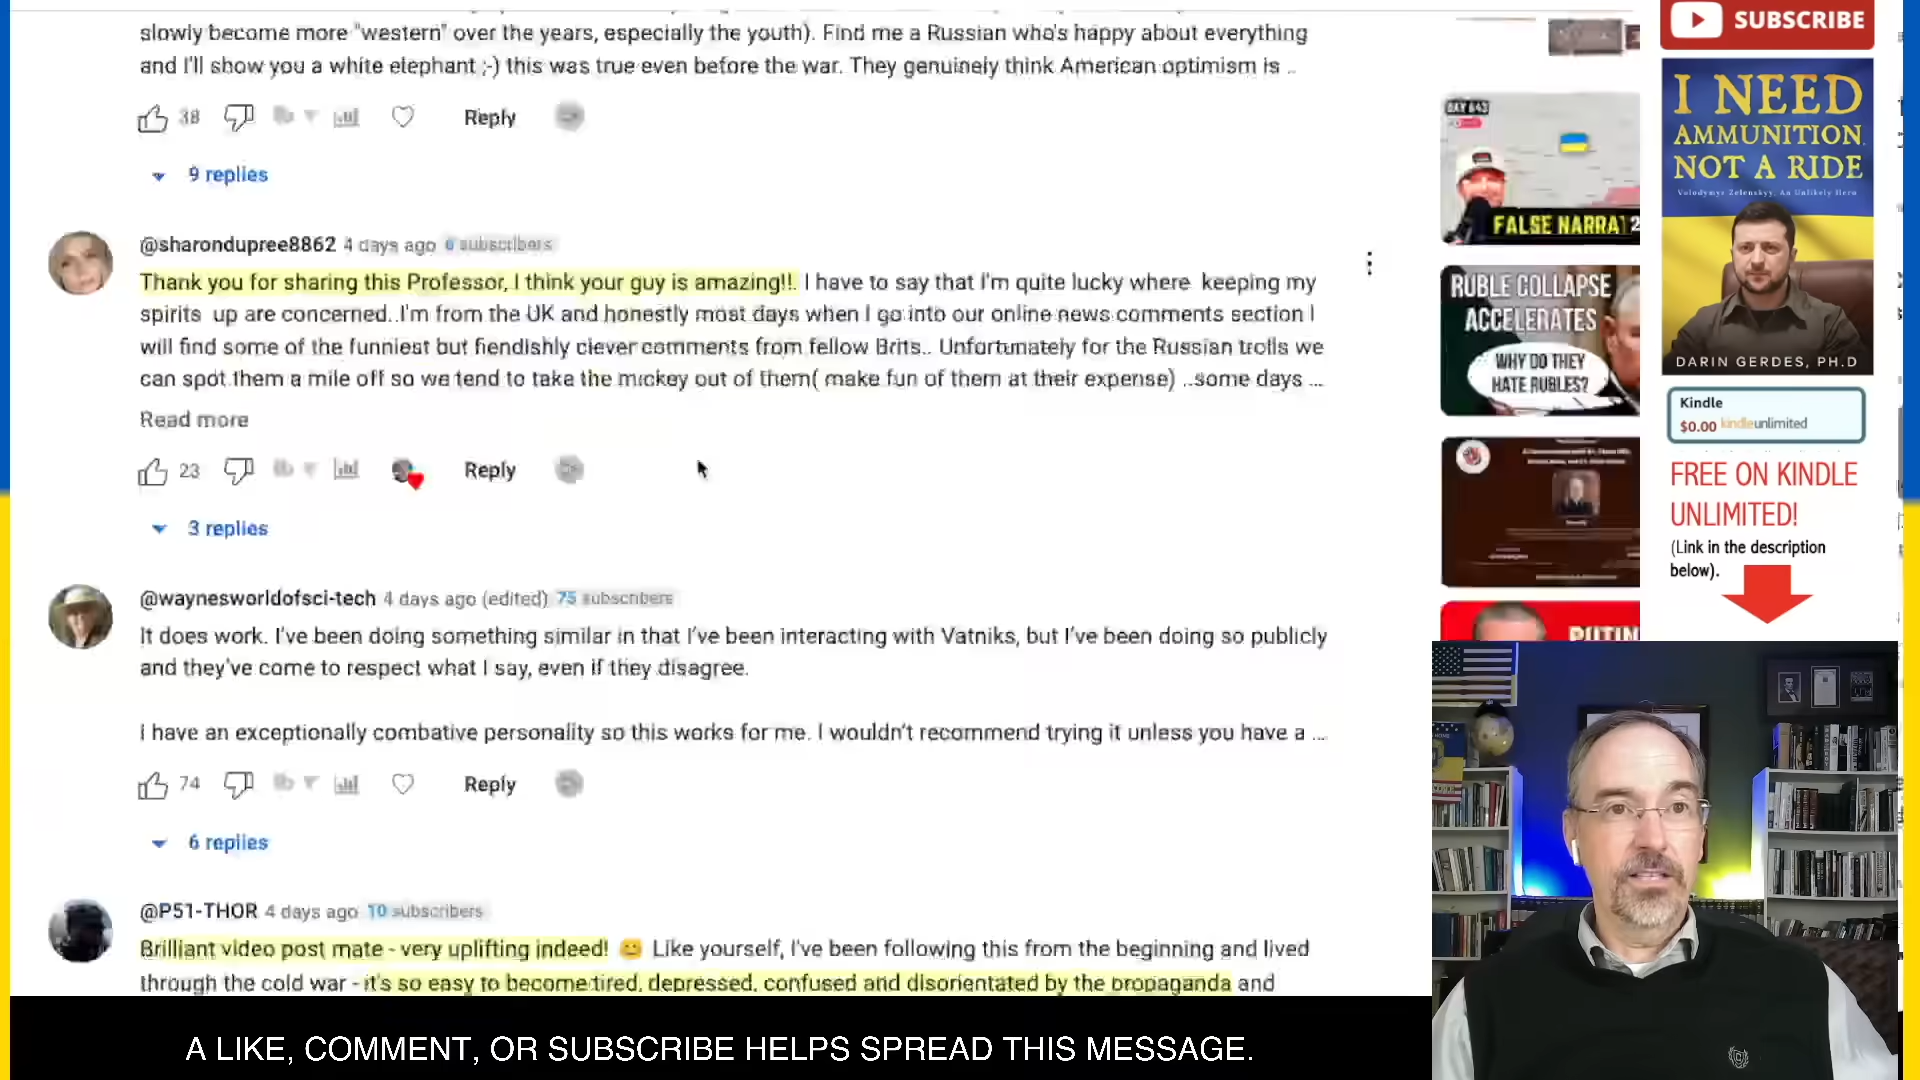 slowly become more "western" over the years, especially the youth). Find me a Russian who's happy about everything
and I'll show you a white elephant ;-) this was true even before the war. They genuinely think American optimism is ...
38
Reply
9 replies
@sharondupree8862 4 days ago 6 subscribers
Thank you for sharing this Professor, I think your guy is amazing!!. I have to say that I'm quite lucky where keeping my
spirits up are concerned..I'm from the UK and honestly most days when I go into our online news comments section I
will find some of the funniest but fiendishly clever comments from fellow Brits.. Unfortunately for the Russian trolls we
can spot them a mile off so we tend to take the mickey out of them( make fun of them at their expense) ..some days ...
Read more
23
Reply
3 replies
@waynesworldofsci-tech 4 days ago (edited) 75 subscribers
It does work. I've been doing something similar in that I've been interacting with Vatniks, but I've been doing so publicly
and they've come to respect what I say, even if they disagree.
I have an exceptionally combative personality so this works for me. I wouldn't recommend trying it unless you have a ...
74
Reply
6 replies
@P51-THOR 4 days ago 10 subscribers
Brilliant video post mate - very uplifting indeed! 😊 Like yourself, I've been following this from the beginning and lived
through the cold war - it's so easy to become tired, depressed, confused and disorientated by the propaganda and
DAY 643
FALSE NARRAT 2
RUBLE COLLAPSE
ACCELERATES
WHY DO THEY
HATE RUBLES?
PUTIN
SUBSCRIBE
I NEED
AMMUNITION,
NOT A RIDE
Volodymyr Zelenskyy, An Unlikely Hero
DARIN GERDES, PH.D
Kindle
$0.00 kindleunlimited
FREE ON KINDLE
UNLIMITED!
(Link in the description
below).
A LIKE, COMMENT, OR SUBSCRIBE HELPS SPREAD THIS MESSAGE.